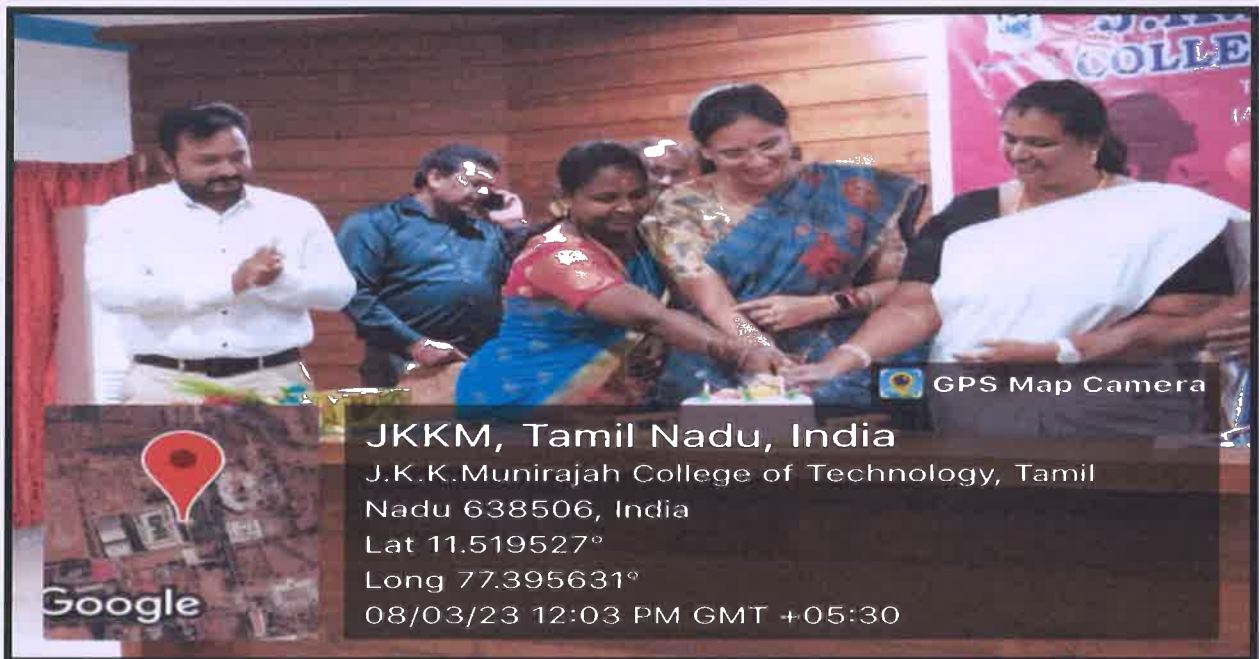 COLLE
GPS Map Camera
JKKM, Tamil Nadu, India
J.K.K.Munirajah College of Technology, Tamil
Nadu 638506, India
Lat 11.519527°
Long 77.395631°
08/03/23 12:03 PM GMT +05:30
Google